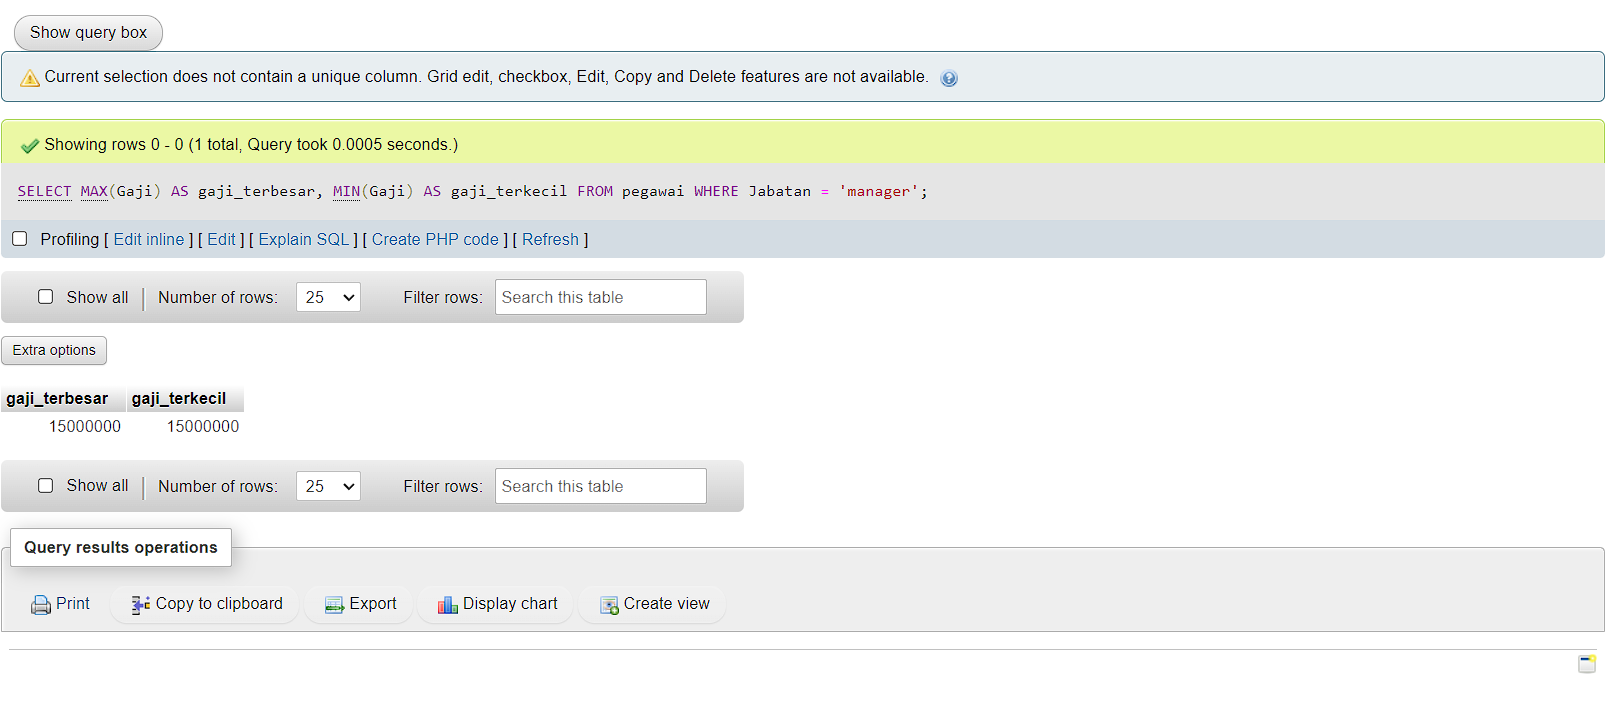 Show query box
Current selection does not contain a unique column. Grid edit, checkbox, Edit, Copy and Delete features are not available.
Showing rows 0 - 0 (1 total, Query took 0.0005 seconds.)
SELECT MAX(Gaji) AS gaji_terbesar, MIN(Gaji) AS gaji_terkecil FROM pegawai WHERE Jabatan = 'manager';
Profiling [ Edit inline ] [ Edit ] [ Explain SQL ] [ Create PHP code ] [ Refresh ]
Show all Number of rows: 25 Filter rows: Search this table
Extra options
gaji_terbesar gaji_terkecil
15000000 15000000
Show all Number of rows: 25 Filter rows: Search this table
Query results operations
Print Copy to clipboard Export Display chart Create view